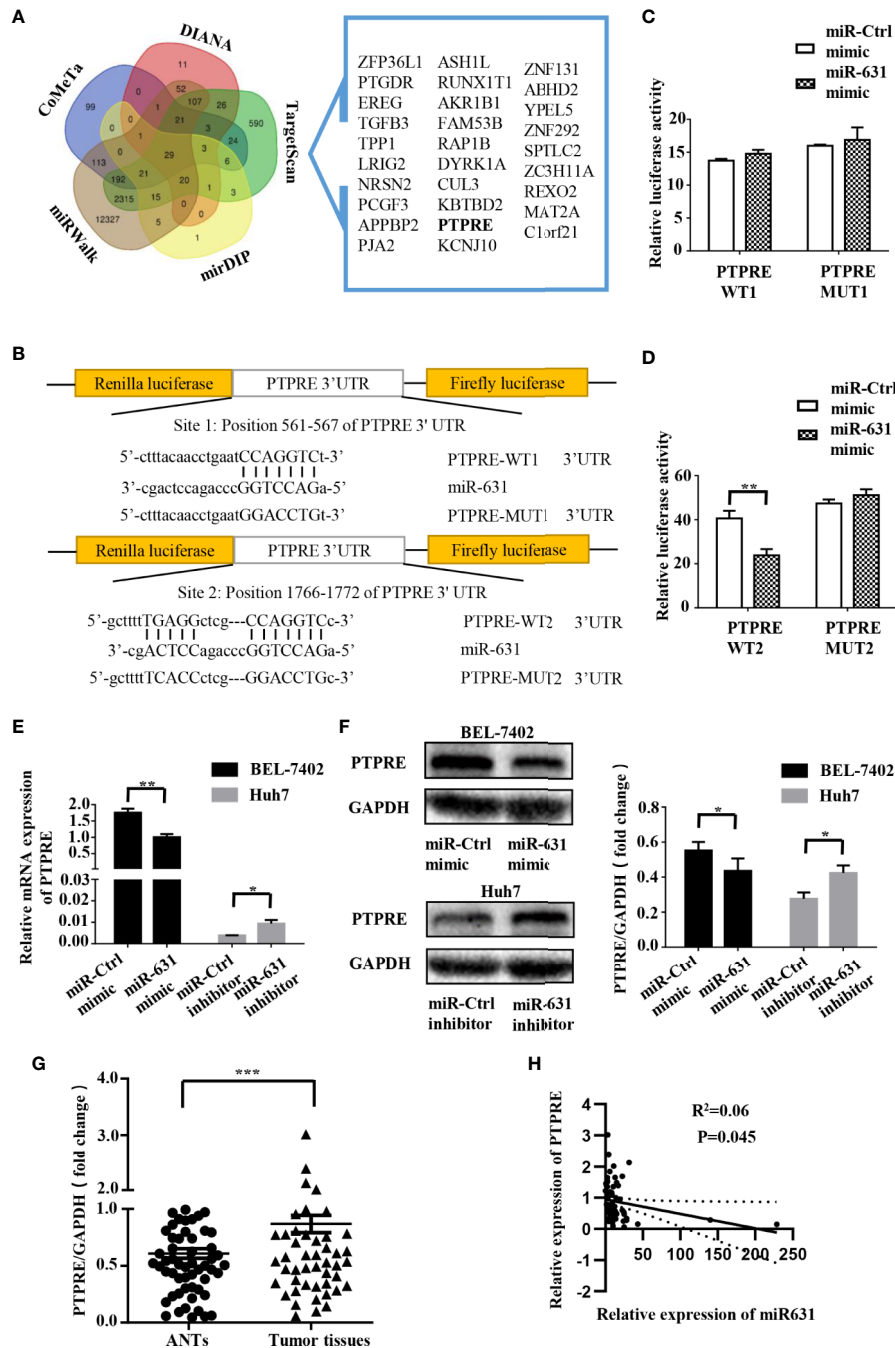 A
DIANA
CoMeTa
TargetScan
miRWalk
mirDIP
11
99
0
52
26
590
0
1
107
0
0
21
3
24
0
1
3
113
0
29
6
192
21
20
1
3
2315
15
0
12327
5
0
1
ZFP36L1 ASH1L ZNF131
PTGDR RUNX1T1 ABHD2
EREG AKR1B1 YPEL5
TGFB3 FAM53B ZNF292
TPP1 RAP1B SPTLC2
LRIG2 DYRK1A ZC3H11A
NRSN2 CUL3 REXO2
PCGF3 KBTBD2 MAT2A
APPBP2 PTPRE C1orf21
PJA2 KCNJ10
C
miR-Ctrl mimic
miR-631 mimic
Relative luciferase activity
20
15
10
5
0
PTPRE WT1
PTPRE MUT1
B
Renilla luciferase PTPRE 3’UTR Firefly luciferase
Site 1: Position 561-567 of PTPRE 3' UTR
5’-ctttacaacctgaatCCAGGTCt-3’ PTPRE-WT1 3’UTR
3’-cgactccagacccGGTCCAGa-5’ miR-631
5’-ctttacaacctgaatGGACCTGt-3’ PTPRE-MUT1 3’UTR
Renilla luciferase PTPRE 3’UTR Firefly luciferase
Site 2: Position 1766-1772 of PTPRE 3' UTR
5’-gcttttTGAGGctcg---CCAGGTCc-3’ PTPRE-WT2 3’UTR
3’-cgACTCCagacccGGTCCAGa-5’ miR-631
5’-gcttttTCACCctcg---GGACCTGc-3’ PTPRE-MUT2 3’UTR
D
miR-Ctrl mimic
miR-631 mimic
Relative luciferase activity
60
40
20
0
**
PTPRE WT2
PTPRE MUT2
E
BEL-7402
Huh7
Relative mRNA expression of PTPRE
2.0
1.5
1.0
0.5
0.03
0.02
0.01
0.00
**
*
miR-Ctrl mimic
miR-631 mimic
miR-Ctrl inhibitor
miR-631 inhibitor
F
BEL-7402
PTPRE
GAPDH
miR-Ctrl mimic
miR-631 mimic
Huh7
PTPRE
GAPDH
miR-Ctrl inhibitor
miR-631 inhibitor
BEL-7402
Huh7
PTPRE/GAPDH ( fold change )
0.8
0.6
0.4
0.2
0.0
*
*
miR-Ctrl mimic
miR-631 mimic
miR-Ctrl inhibitor
miR-631 inhibitor
G
PTPRE/GAPDH ( fold change )
4.0
3.0
2.0
1.0
0.5
0.0
***
ANTs
Tumor tissues
H
R²=0.06
P=0.045
Relative expression of PTPRE
4
3
2
1
0
-1
-2
50 100 150 200 250
Relative expression of miR631